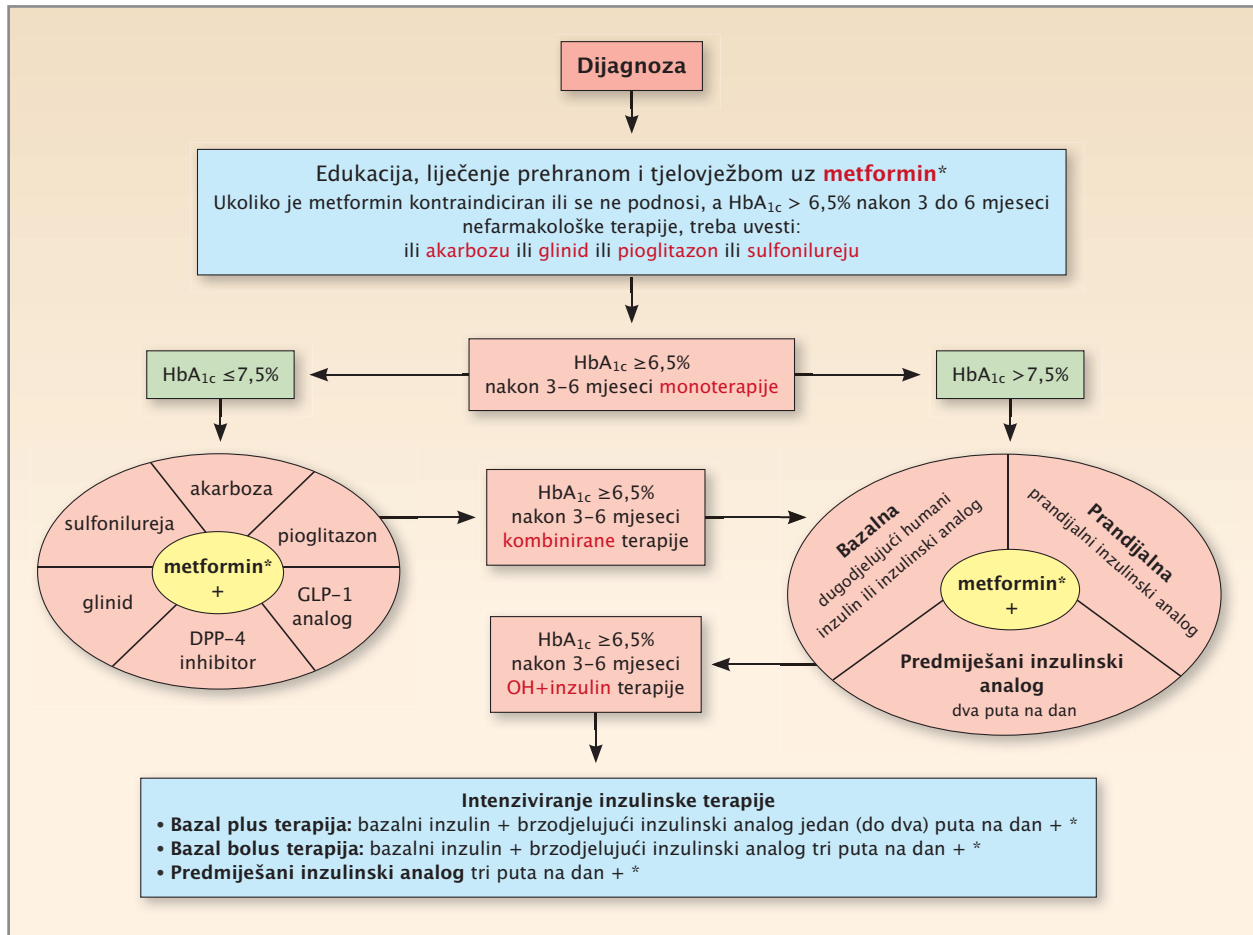 Dijagnoza
Edukacija, liječenje prehranom i tjelovježbom uz metformin*
Ukoliko je metformin kontraindiciran ili se ne podnosi, a HbA1c > 6,5% nakon 3 do 6 mjeseci
nefarmakološke terapije, treba uvesti:
ili akarbozu ili glinid ili pioglitazon ili sulfonilureju
HbA1c ≤7,5%
HbA1c ≥6,5%
nakon 3–6 mjeseci monoterapije
HbA1c >7,5%
akarboza
sulfonilureja
pioglitazon
metformin*
+
glinid
GLP–1
analog
DPP–4
inhibitor
HbA1c ≥6,5%
nakon 3–6 mjeseci
kombinirane terapije
Bazalna
dugodjelujući humani
inzulin ili inzulinski analog
Prandijalna
prandijalni inzulinski analog
metformin*
+
Predmiješani inzulinski
analog
dva puta na dan
HbA1c ≥6,5%
nakon 3–6 mjeseci
OH+inzulin terapije
Intenziviranje inzulinske terapije
• Bazal plus terapija: bazalni inzulin + brzodjelujući inzulinski analog jedan (do dva) puta na dan + *
• Bazal bolus terapija: bazalni inzulin + brzodjelujući inzulinski analog tri puta na dan + *
• Predmiješani inzulinski analog tri puta na dan + *